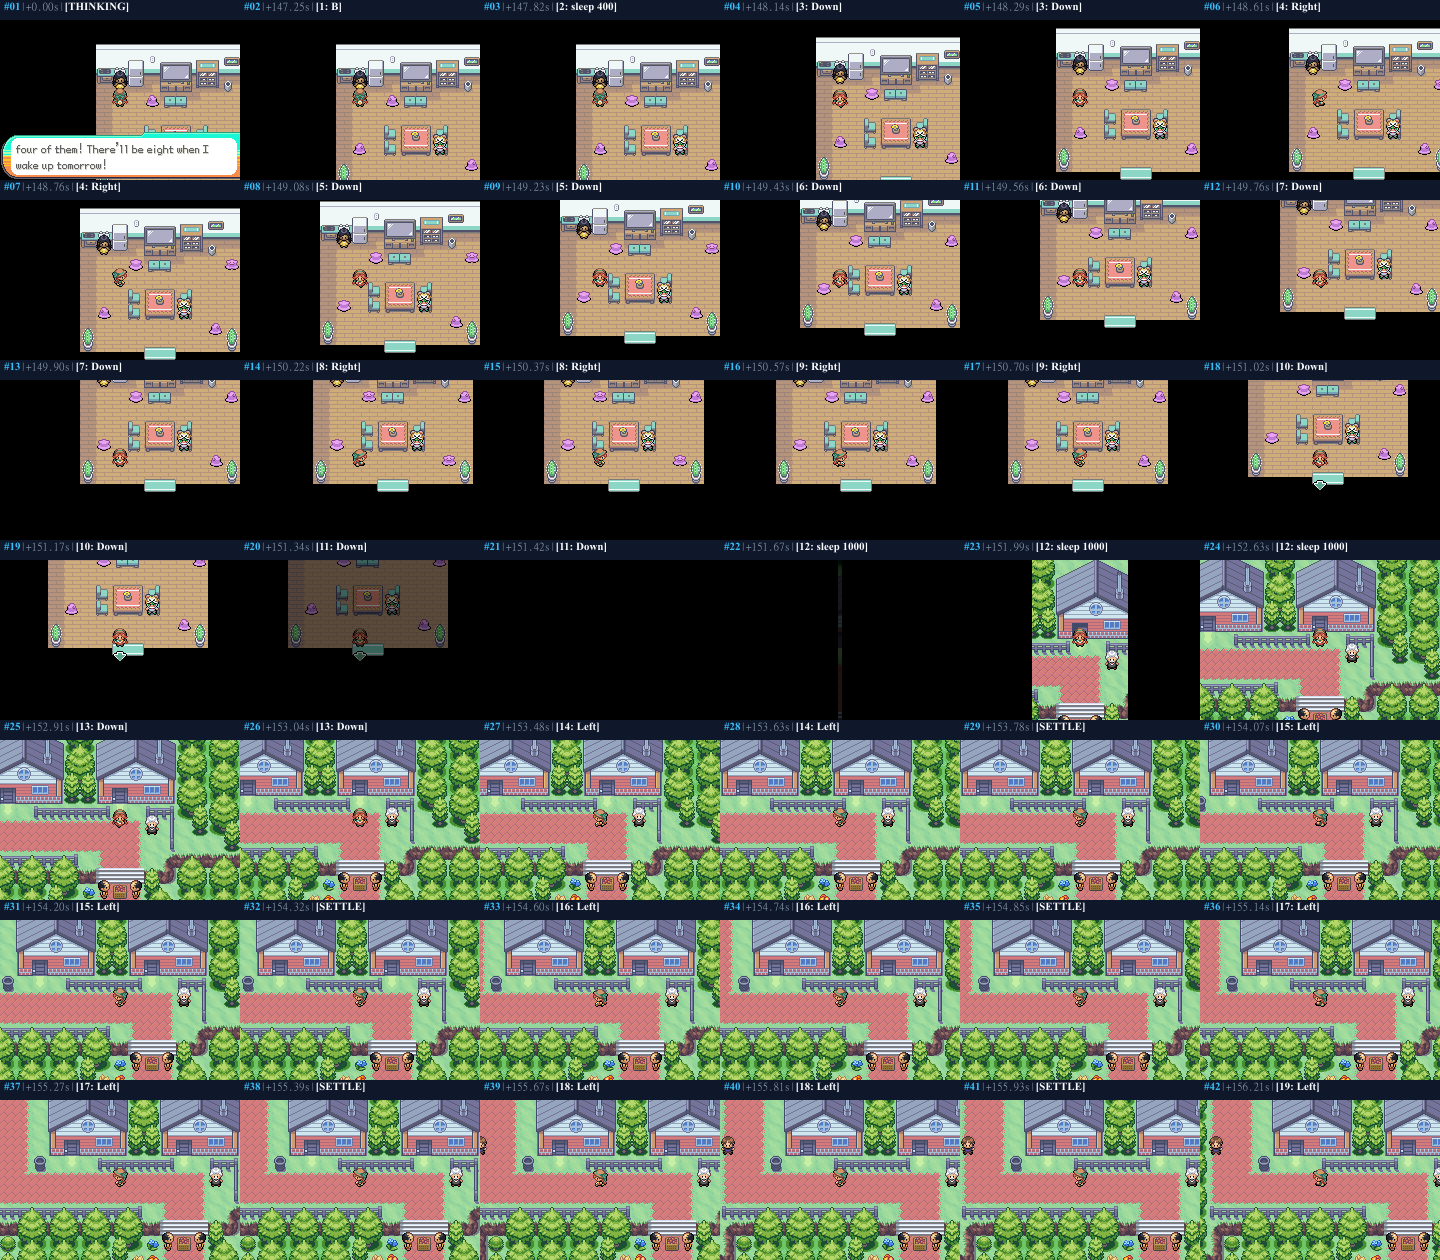 #01 | +0.00s | [THINKING]
#02 | +147.25s | [1: B]
#03 | +147.82s | [2: sleep 400]
#04 | +148.14s | [3: Down]
#05 | +148.29s | [3: Down]
#06 | +148.61s | [4: Right]
four of them! There'll be eight when I
wake up tomorrow!
#07 | +148.76s | [4: Right]
#08 | +149.08s | [5: Down]
#09 | +149.23s | [5: Down]
#10 | +149.43s | [6: Down]
#11 | +149.56s | [6: Down]
#12 | +149.76s | [7: Down]
#13 | +149.90s | [7: Down]
#14 | +150.22s | [8: Right]
#15 | +150.37s | [8: Right]
#16 | +150.57s | [9: Right]
#17 | +150.70s | [9: Right]
#18 | +151.02s | [10: Down]
#19 | +151.17s | [10: Down]
#20 | +151.34s | [11: Down]
#21 | +151.42s | [11: Down]
#22 | +151.67s | [12: sleep 1000]
#23 | +151.99s | [12: sleep 1000]
#24 | +152.63s | [12: sleep 1000]
#25 | +152.91s | [13: Down]
#26 | +153.04s | [13: Down]
#27 | +153.48s | [14: Left]
#28 | +153.63s | [14: Left]
#29 | +153.78s | [SETTLE]
#30 | +154.07s | [15: Left]
#31 | +154.20s | [15: Left]
#32 | +154.32s | [SETTLE]
#33 | +154.60s | [16: Left]
#34 | +154.74s | [16: Left]
#35 | +154.85s | [SETTLE]
#36 | +155.14s | [17: Left]
#37 | +155.27s | [17: Left]
#38 | +155.39s | [SETTLE]
#39 | +155.67s | [18: Left]
#40 | +155.81s | [18: Left]
#41 | +155.93s | [SETTLE]
#42 | +156.21s | [19: Left]